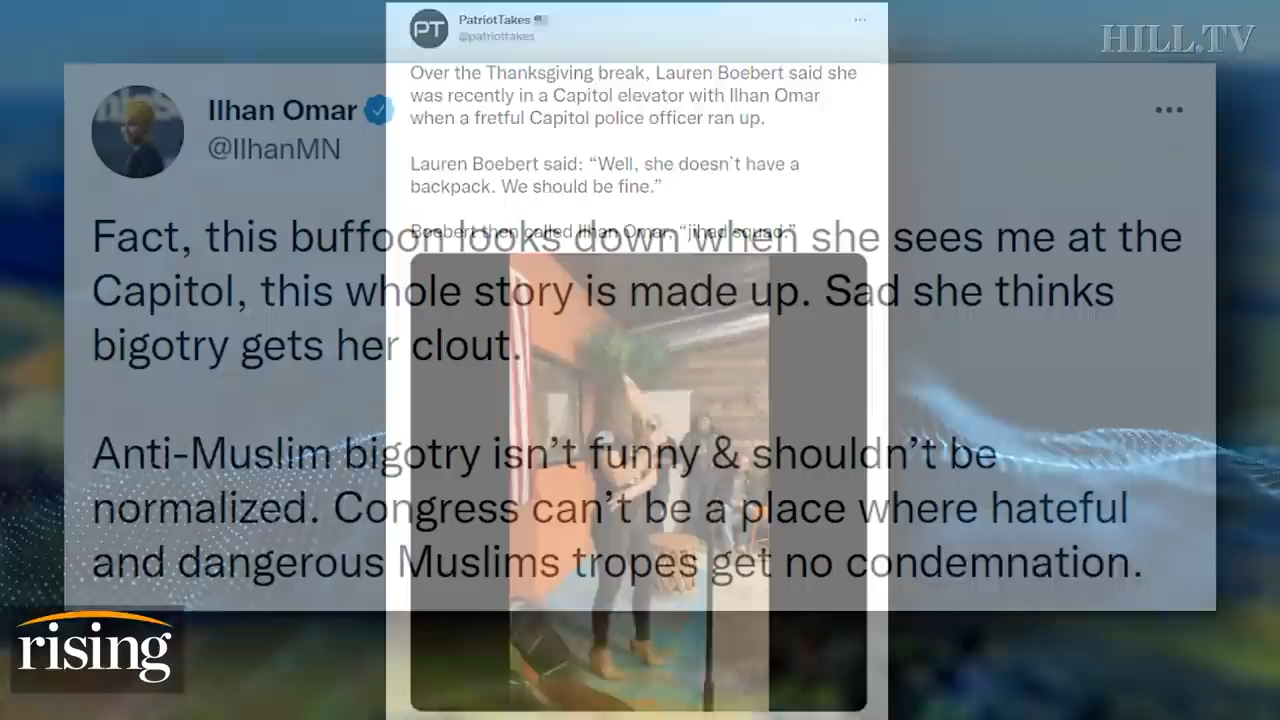 PatriotTakes
@patriottakes
Over the Thanksgiving break, Lauren Boebert said she
was recently in a Capitol elevator with Ilhan Omar
when a fretful Capitol police officer ran up.
Lauren Boebert said: “Well, she doesn’t have a
backpack. We should be fine.”
Boebert then called Ilhan Omar, “jihad squad.”
HILL.TV
Ilhan Omar
@IlhanMN
Fact, this buffoon looks down when she sees me at the
Capitol, this whole story is made up. Sad she thinks
bigotry gets her clout.
Anti-Muslim bigotry isn’t funny & shouldn’t be
normalized. Congress can’t be a place where hateful
and dangerous Muslims tropes get no condemnation.
PT
rising